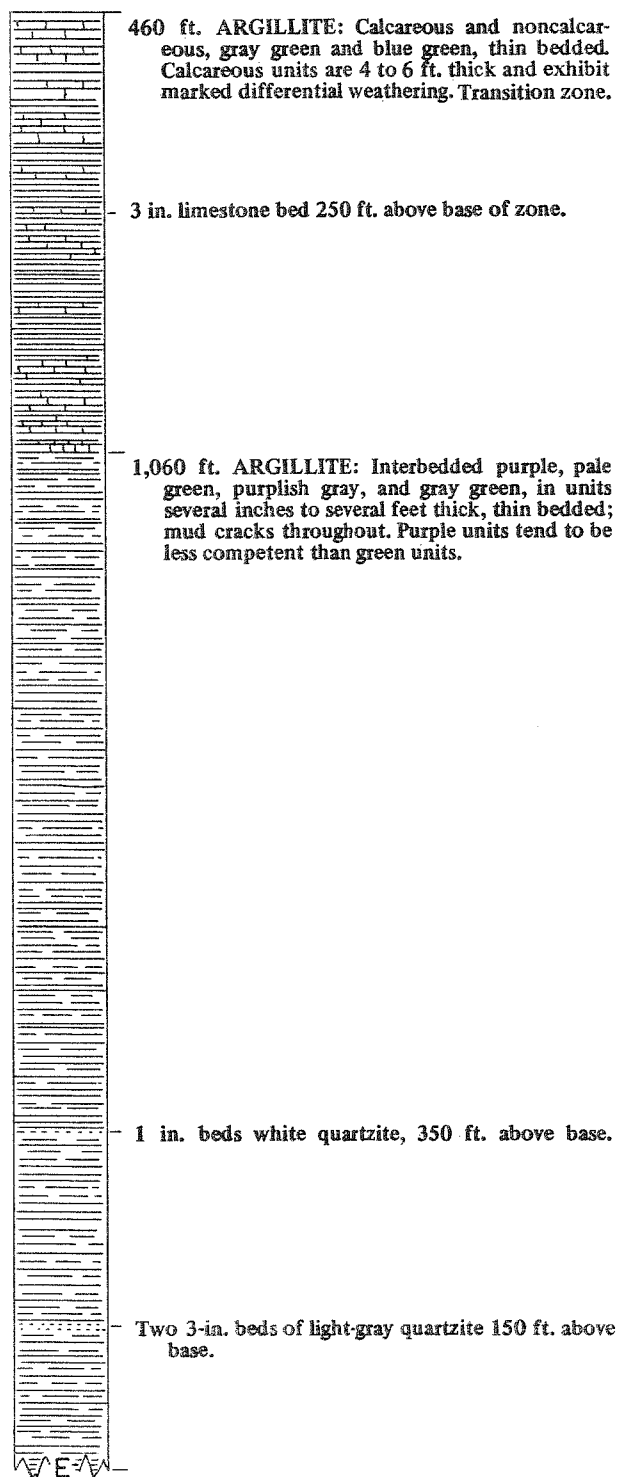 460 ft. ARGILLITE: Calcareous and noncalcar-
eous, gray green and blue green, thin bedded.
Calcareous units are 4 to 6 ft. thick and exhibit
marked differential weathering. Transition zone.
3 in. limestone bed 250 ft. above base of zone.
1,060 ft. ARGILLITE: Interbedded purple, pale
green, purplish gray, and gray green, in units
several inches to several feet thick, thin bedded;
mud cracks throughout. Purple units tend to be
less competent than green units.
1 in. beds white quartzite, 350 ft. above base.
Two 3-in. beds of light-gray quartzite 150 ft. above
base.
E